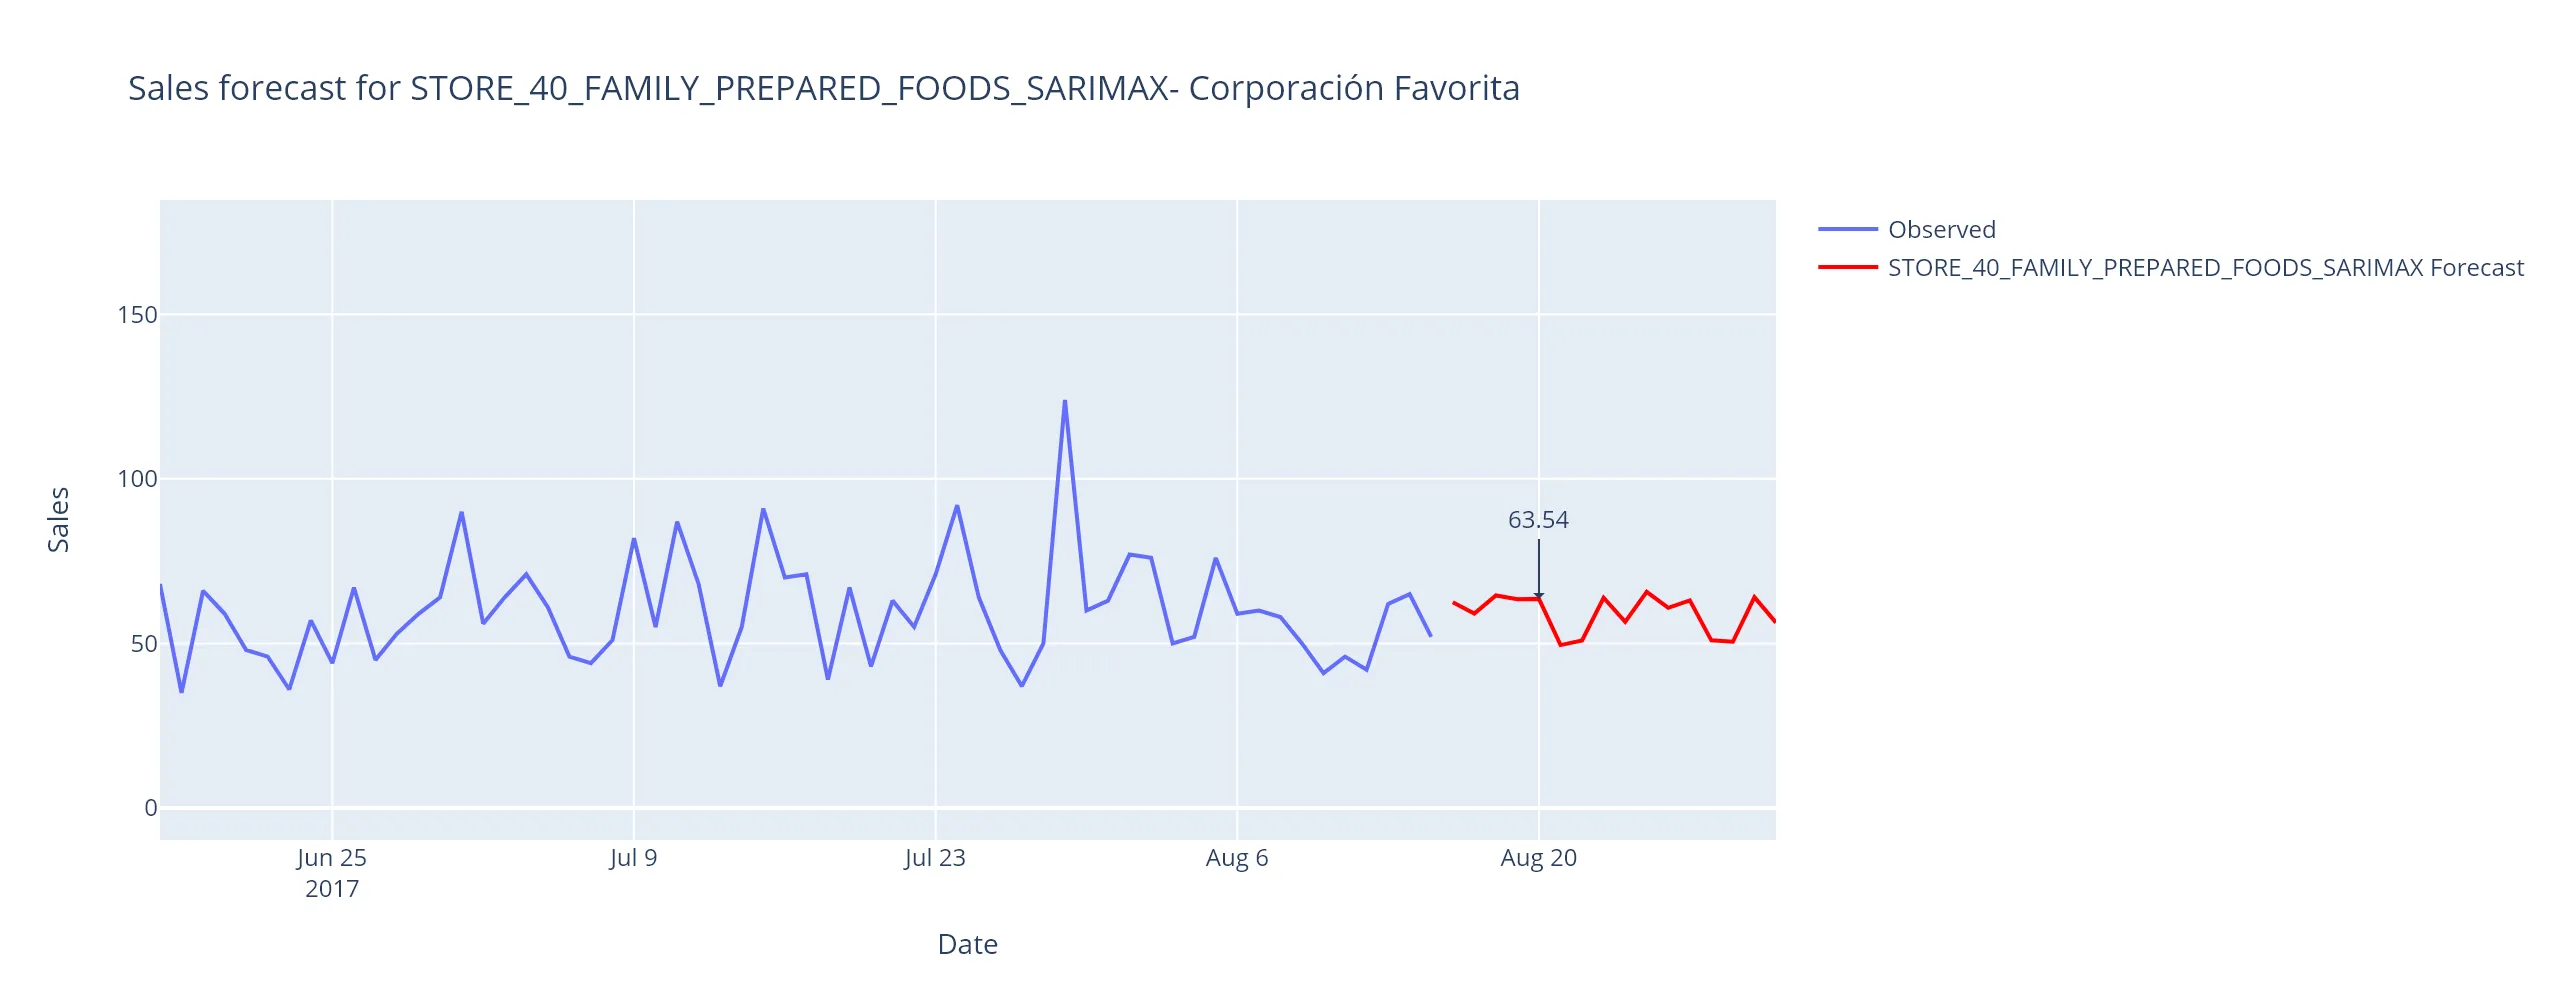 Sales forecast for STORE_40_FAMILY_PREPARED_FOODS_SARIMAX- Corporación Favorita
Observed
STORE_40_FAMILY_PREPARED_FOODS_SARIMAX Forecast
150
100
50
0
Sales
63.54
Jun 25
2017
Jul 9
Jul 23
Aug 6
Aug 20
Date